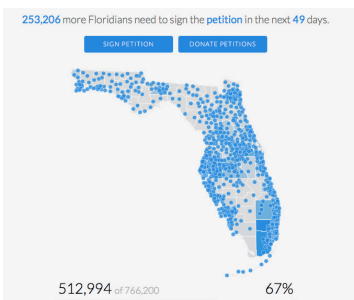 253,206 more Floridians need to sign the petition in the next 49 days.
SIGN PETITION DONATE PETITIONS
512,994 of 766,200 67%